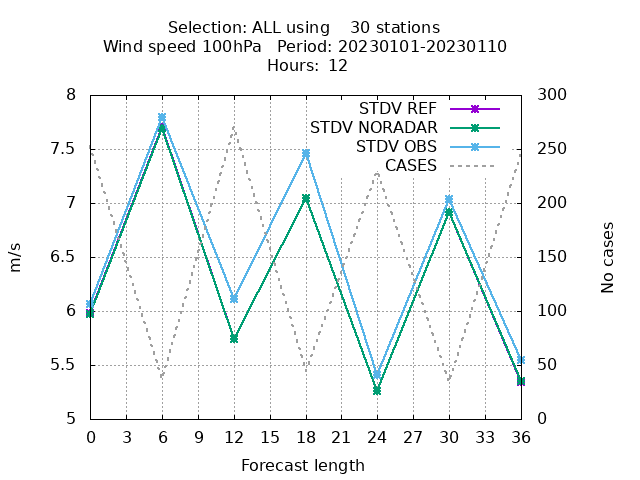 Selection: ALL using    30 stations
Wind speed 100hPa   Period: 20230101-20230110
Hours:  12
STDV REF
STDV NORADAR
STDV OBS
CASES
8
7.5
7
6.5
6
5.5
5
300
250
200
150
100
50
0
m/s
No cases
0 3 6 9 12 15 18 21 24 27 30 33 36
Forecast length